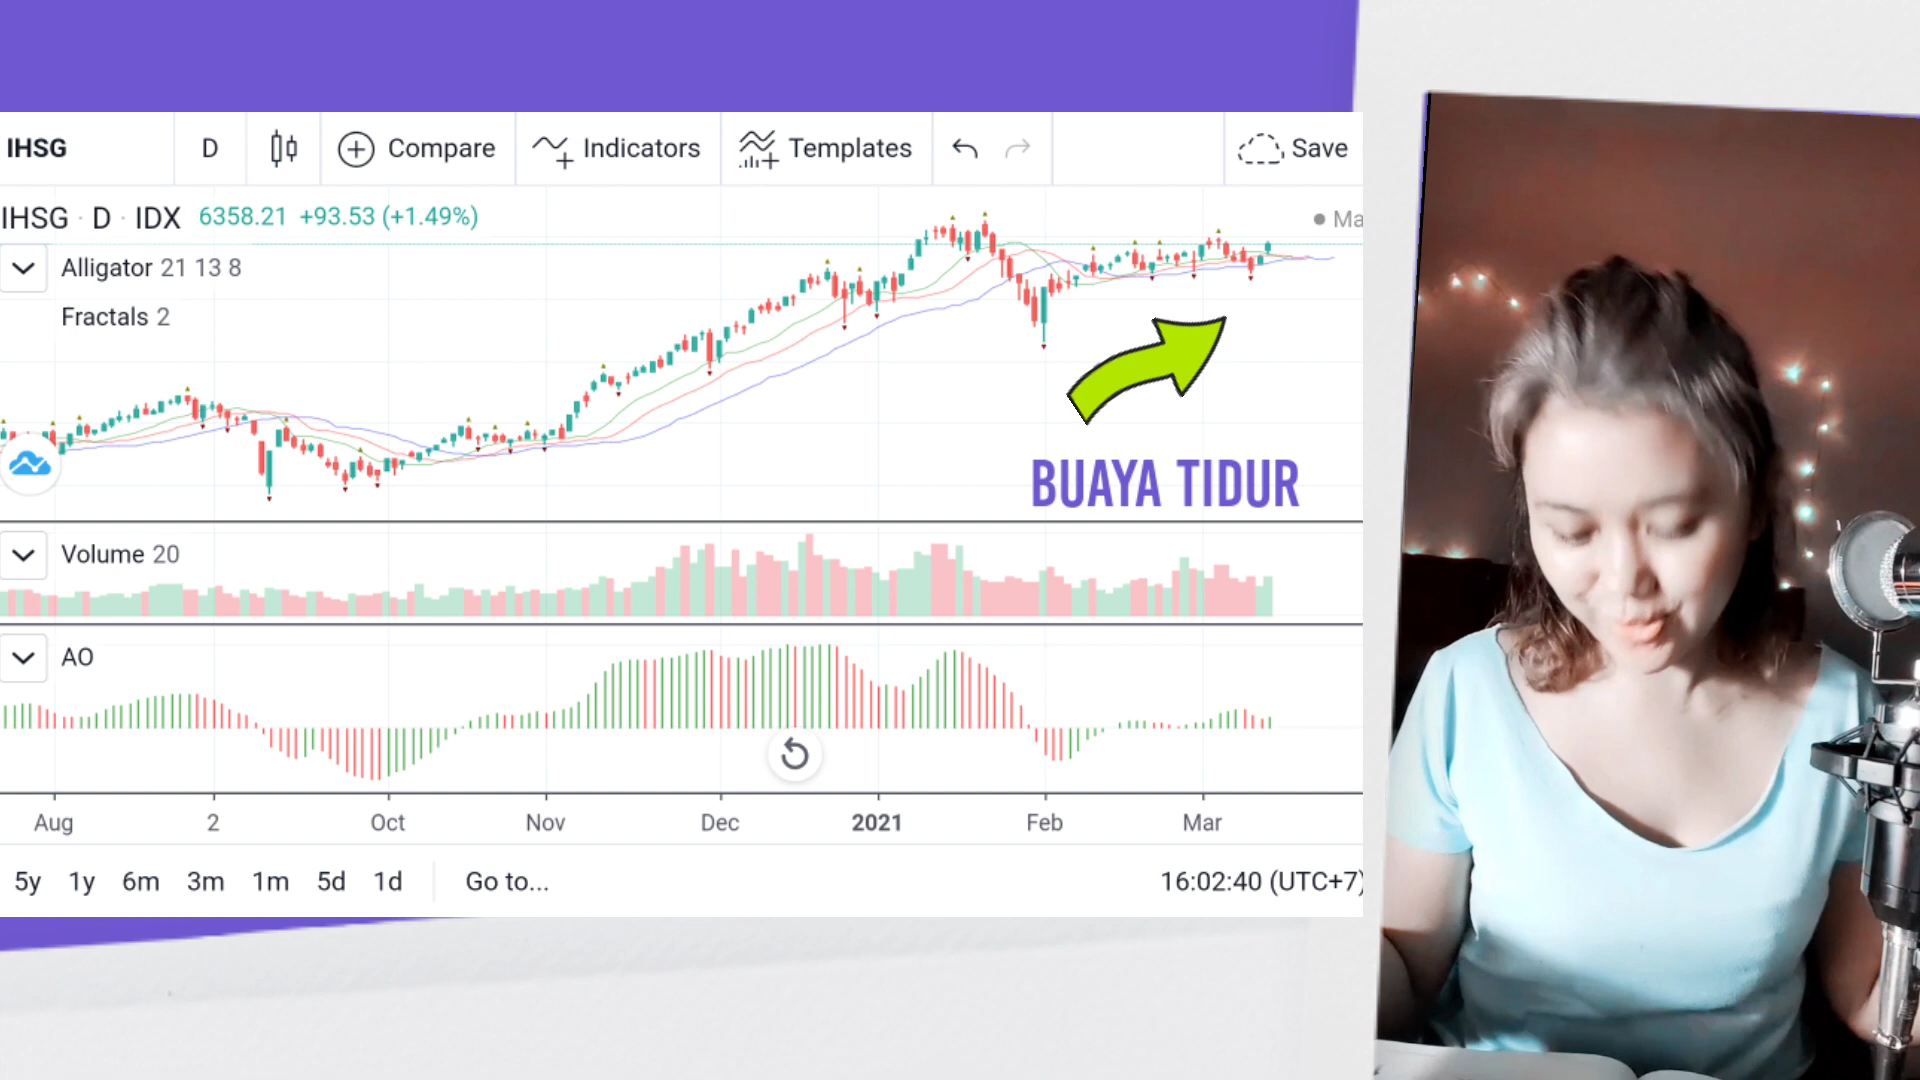 IHSG D Compare Indicators Templates Save
IHSG · D · IDX 6358.21 +93.53 (+1.49%) Ma
Alligator 21 13 8
Fractals 2
BUAYA TIDUR
Volume 20
AO
Aug 2 Oct Nov Dec 2021 Feb Mar
5y 1y 6m 3m 1m 5d 1d Go to... 16:02:40 (UTC+7)